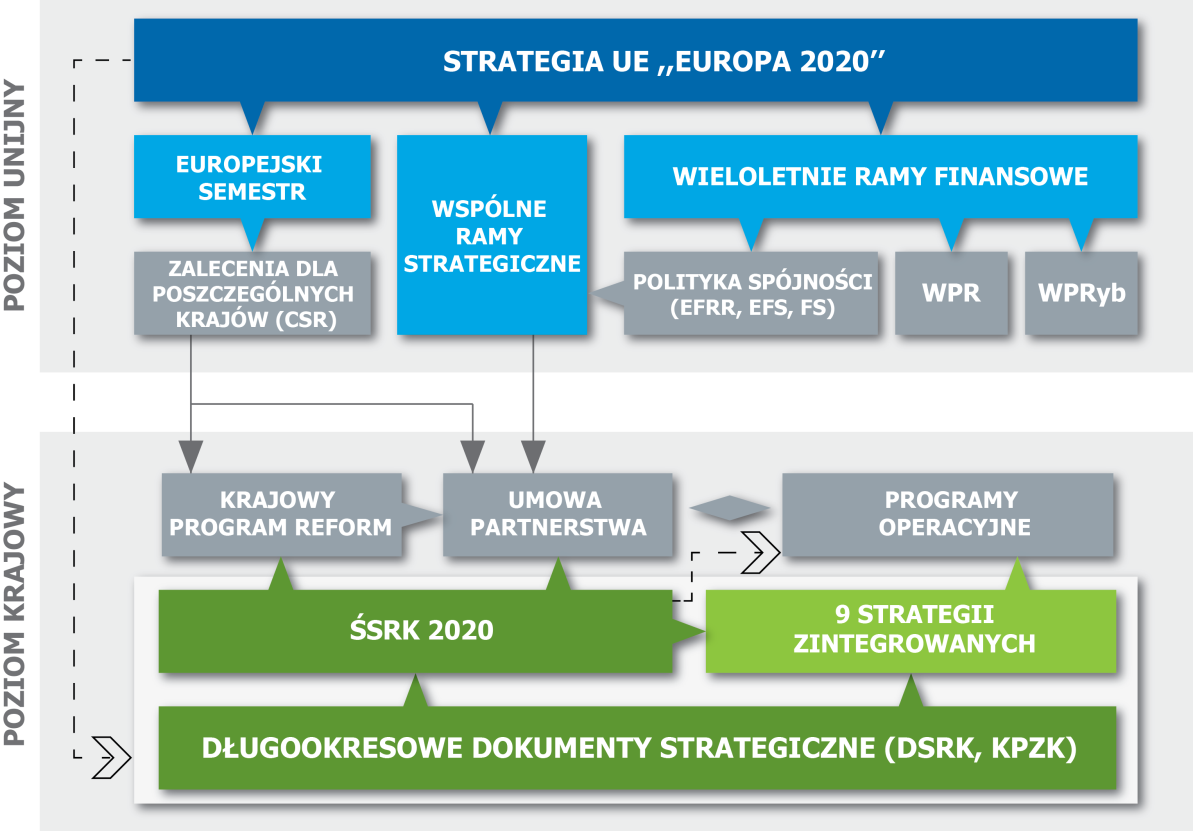 POZIOM UNIJNY
STRATEGIA UE ,,EUROPA 2020''
EUROPEJSKI
SEMESTR
WSPÓLNE
RAMY
STRATEGICZNE
WIELOLETNIE RAMY FINANSOWE
ZALECENIA DLA
POSZCZEGÓLNYCH
KRAJÓW (CSR)
POLITYKA SPÓJNOŚCI
(EFRR, EFS, FS)
WPR
WPRyb
POZIOM KRAJOWY
KRAJOWY
PROGRAM REFORM
UMOWA
PARTNERSTWA
PROGRAMY
OPERACYJNE
ŚSRK 2020
9 STRATEGII
ZINTEGROWANYCH
DŁUGOOKRESOWE DOKUMENTY STRATEGICZNE (DSRK, KPZK)